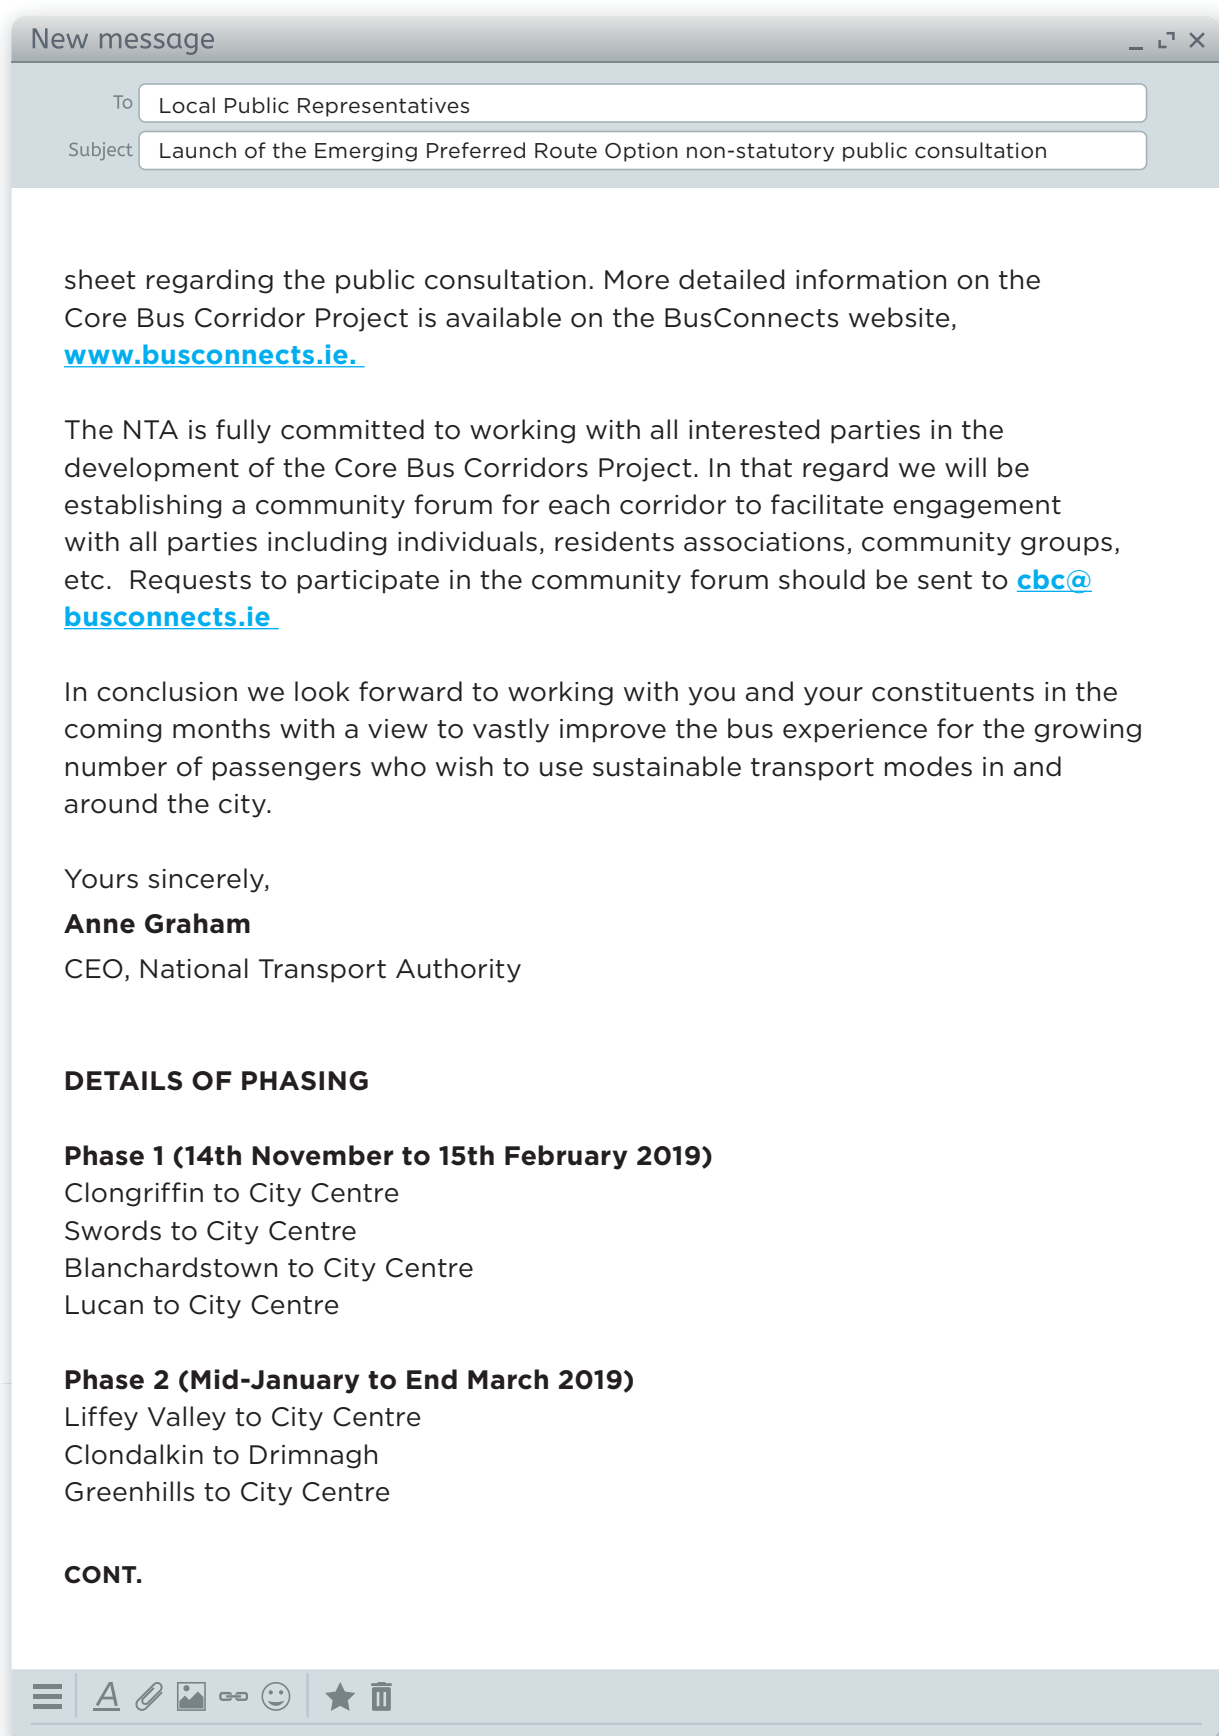 New message
To Local Public Representatives
Subject Launch of the Emerging Preferred Route Option non-statutory public consultation
sheet regarding the public consultation. More detailed information on the
Core Bus Corridor Project is available on the BusConnects website,
www.busconnects.ie.
The NTA is fully committed to working with all interested parties in the
development of the Core Bus Corridors Project. In that regard we will be
establishing a community forum for each corridor to facilitate engagement
with all parties including individuals, residents associations, community groups,
etc.  Requests to participate in the community forum should be sent to cbc@
busconnects.ie
In conclusion we look forward to working with you and your constituents in the
coming months with a view to vastly improve the bus experience for the growing
number of passengers who wish to use sustainable transport modes in and
around the city.
Yours sincerely,
Anne Graham
CEO, National Transport Authority
DETAILS OF PHASING
Phase 1 (14th November to 15th February 2019)
Clongriffin to City Centre
Swords to City Centre
Blanchardstown to City Centre
Lucan to City Centre
Phase 2 (Mid-January to End March 2019)
Liffey Valley to City Centre
Clondalkin to Drimnagh
Greenhills to City Centre
CONT.
A